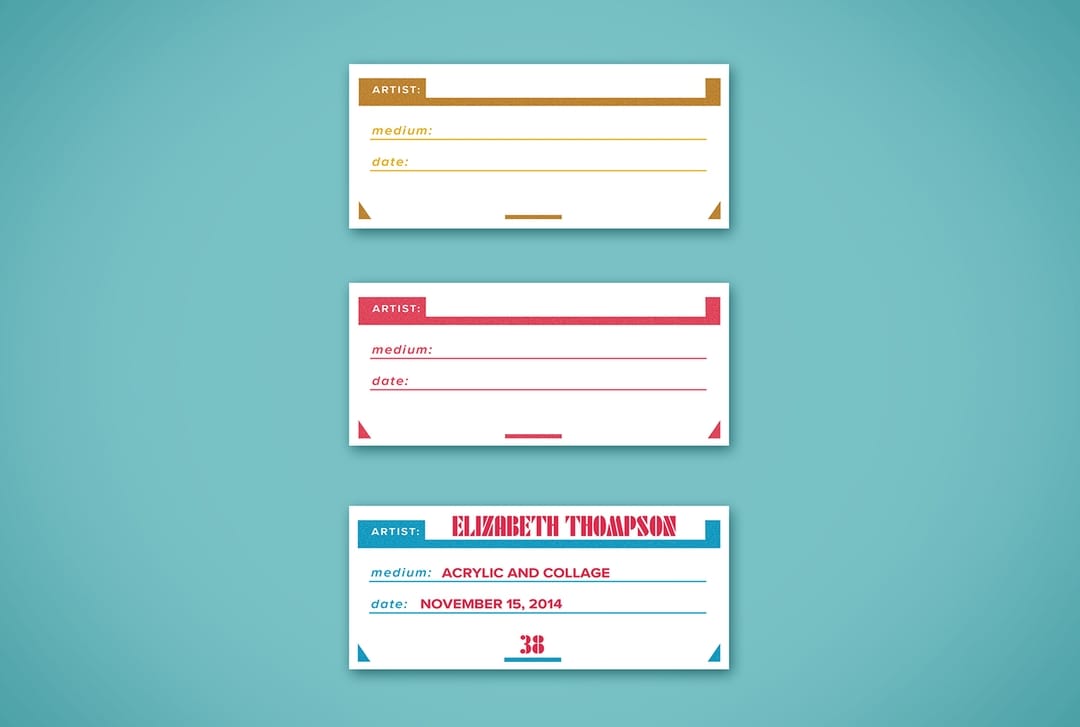 ARTIST:
medium:
date:
ARTIST:
medium:
date:
ARTIST: ELIZABETH THOMPSON
medium: ACRYLIC AND COLLAGE
date: NOVEMBER 15, 2014
38